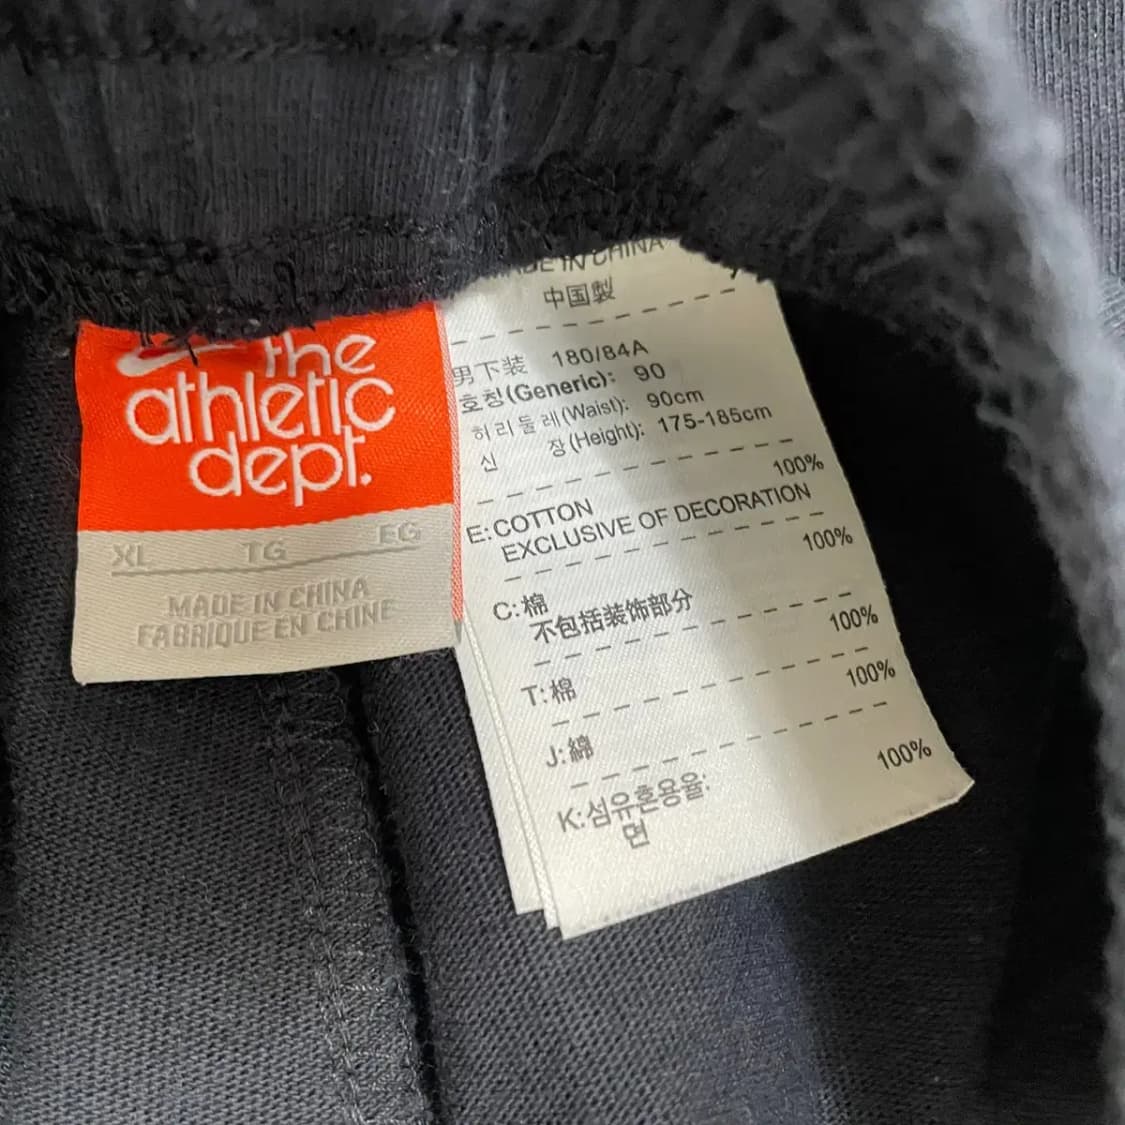 the
athletic
dept.
XL TG EG
MADE IN CHINA
FABRIQUE EN CHINE
MADE IN CHINA
中国製
男下装 180/84A
호칭(Generic): 90
허리둘레(Waist): 90cm
신 장(Height): 175-185cm
100%
E:COTTON
EXCLUSIVE OF DECORATION
100%
C:棉
不包括装饰部分
100%
T:棉
100%
J:綿
100%
K:섬유혼용율:
면